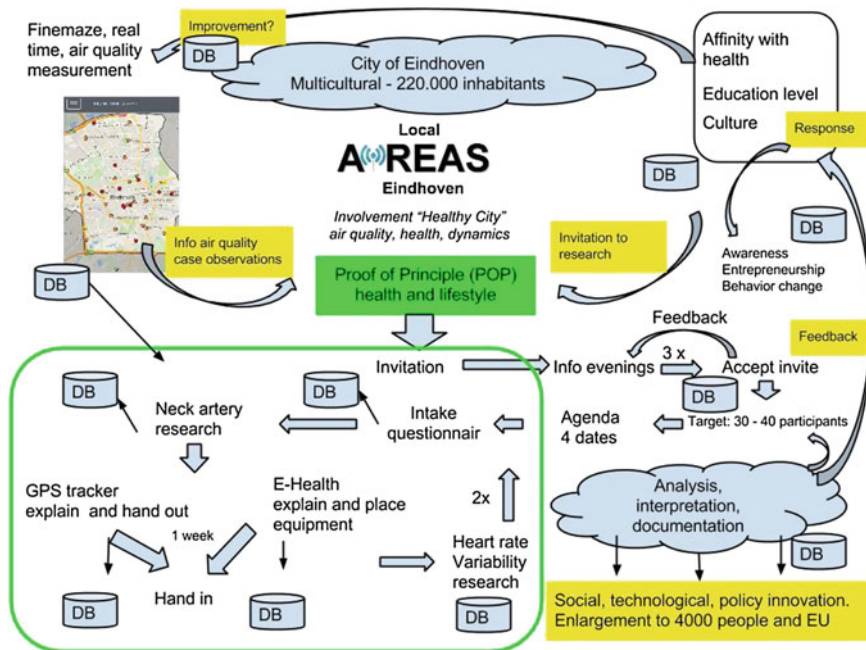 Finemaze, real
time, air quality
measurement
DB
Improvement?
City of Eindhoven
Multicultural - 220.000 inhabitants
Affinity with
health
Education level
Culture
Response
Local
A REAS
Eindhoven
Involvement "Healthy City"
air quality, health, dynamics
DB
DB
Info air quality
case observations
Invitation to
research
Awareness
Entrepreneurship
Behavior change
DB
Proof of Principle (POP)
health and lifestyle
Feedback
Feedback
Invitation
Info evenings
3 x
Accept invite
DB
DB
DB
Neck artery
research
Intake
questionnair
Agenda
4 dates
Target: 30 - 40 participants
GPS tracker
explain and hand out
E-Health
explain and place
equipment
2x
Analysis,
interpretation,
documentation
1 week
Heart rate
Variability
research
DB
Hand in
DB
DB
DB
Social, technological, policy innovation.
Enlargement to 4000 people and EU